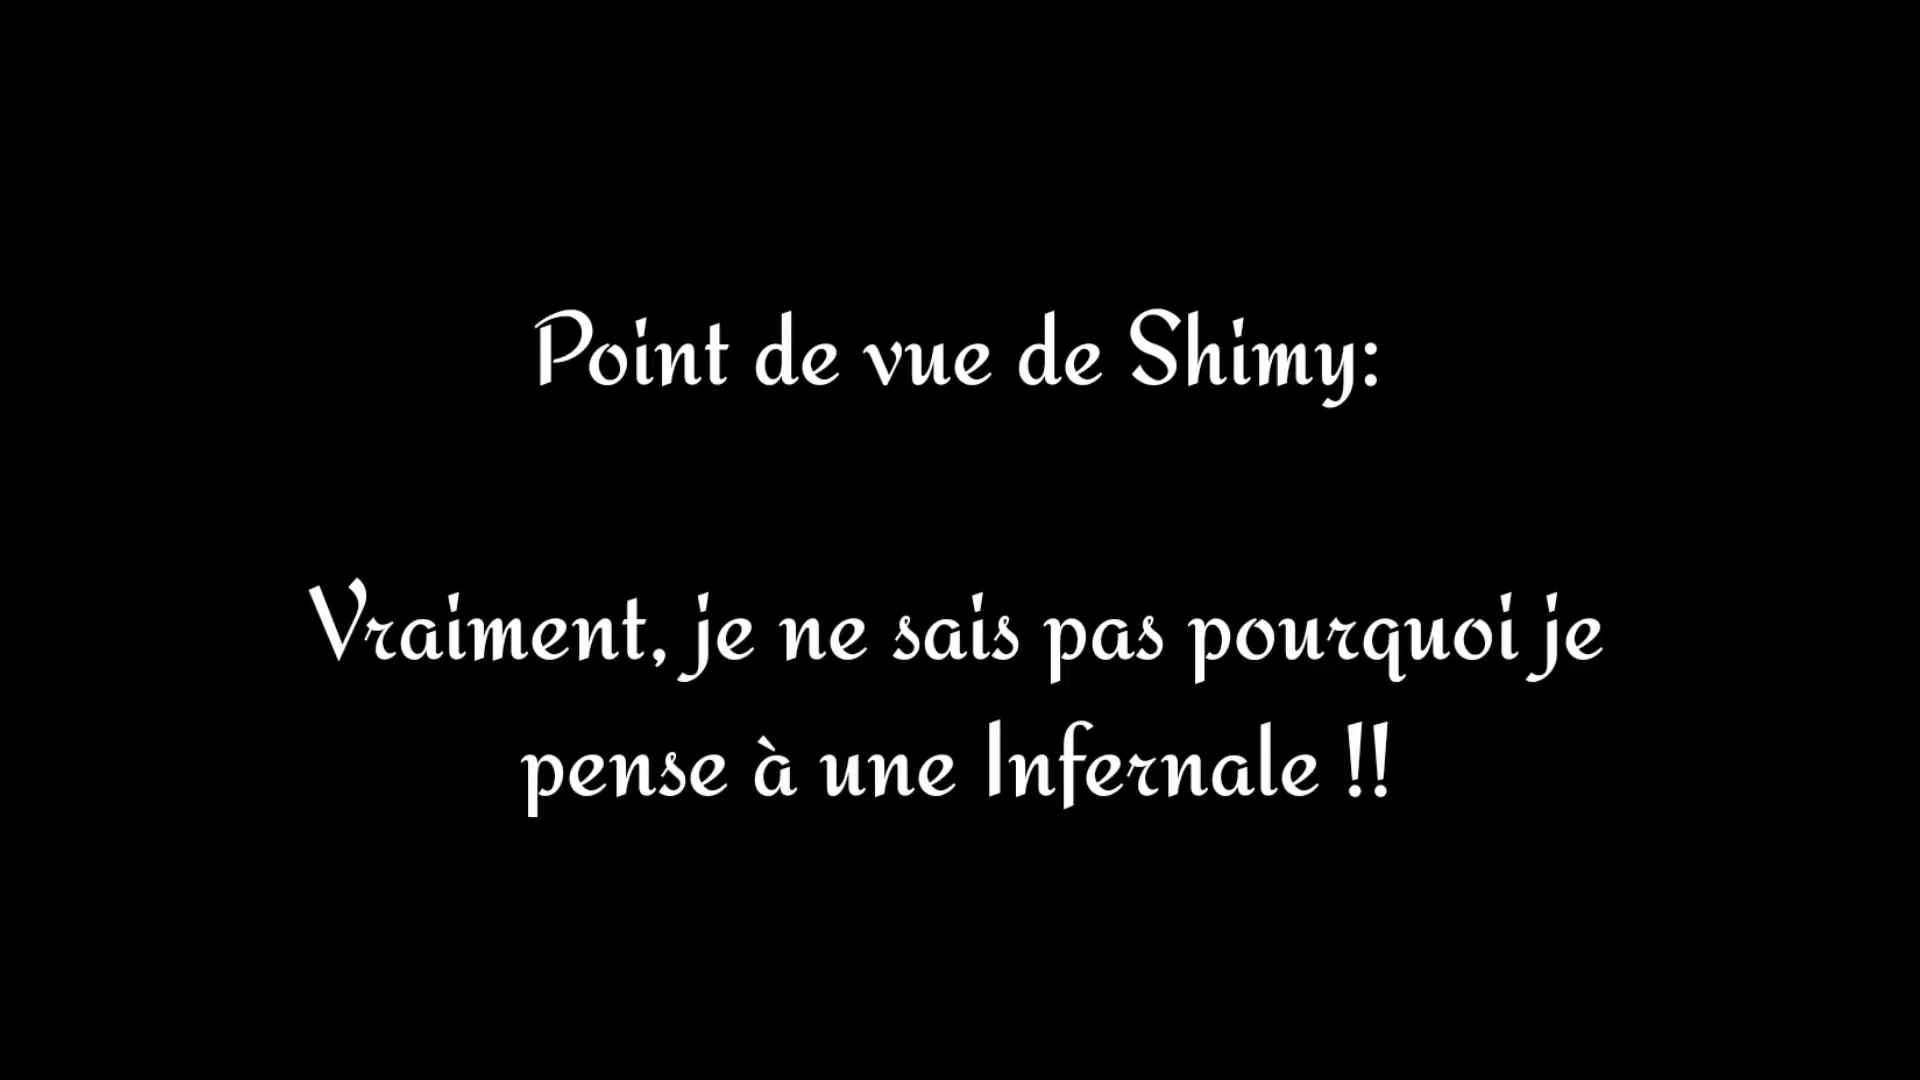 Point de vue de Shimy:
Vraiment, je ne sais pas pourquoi je
pense à une Infernale !!